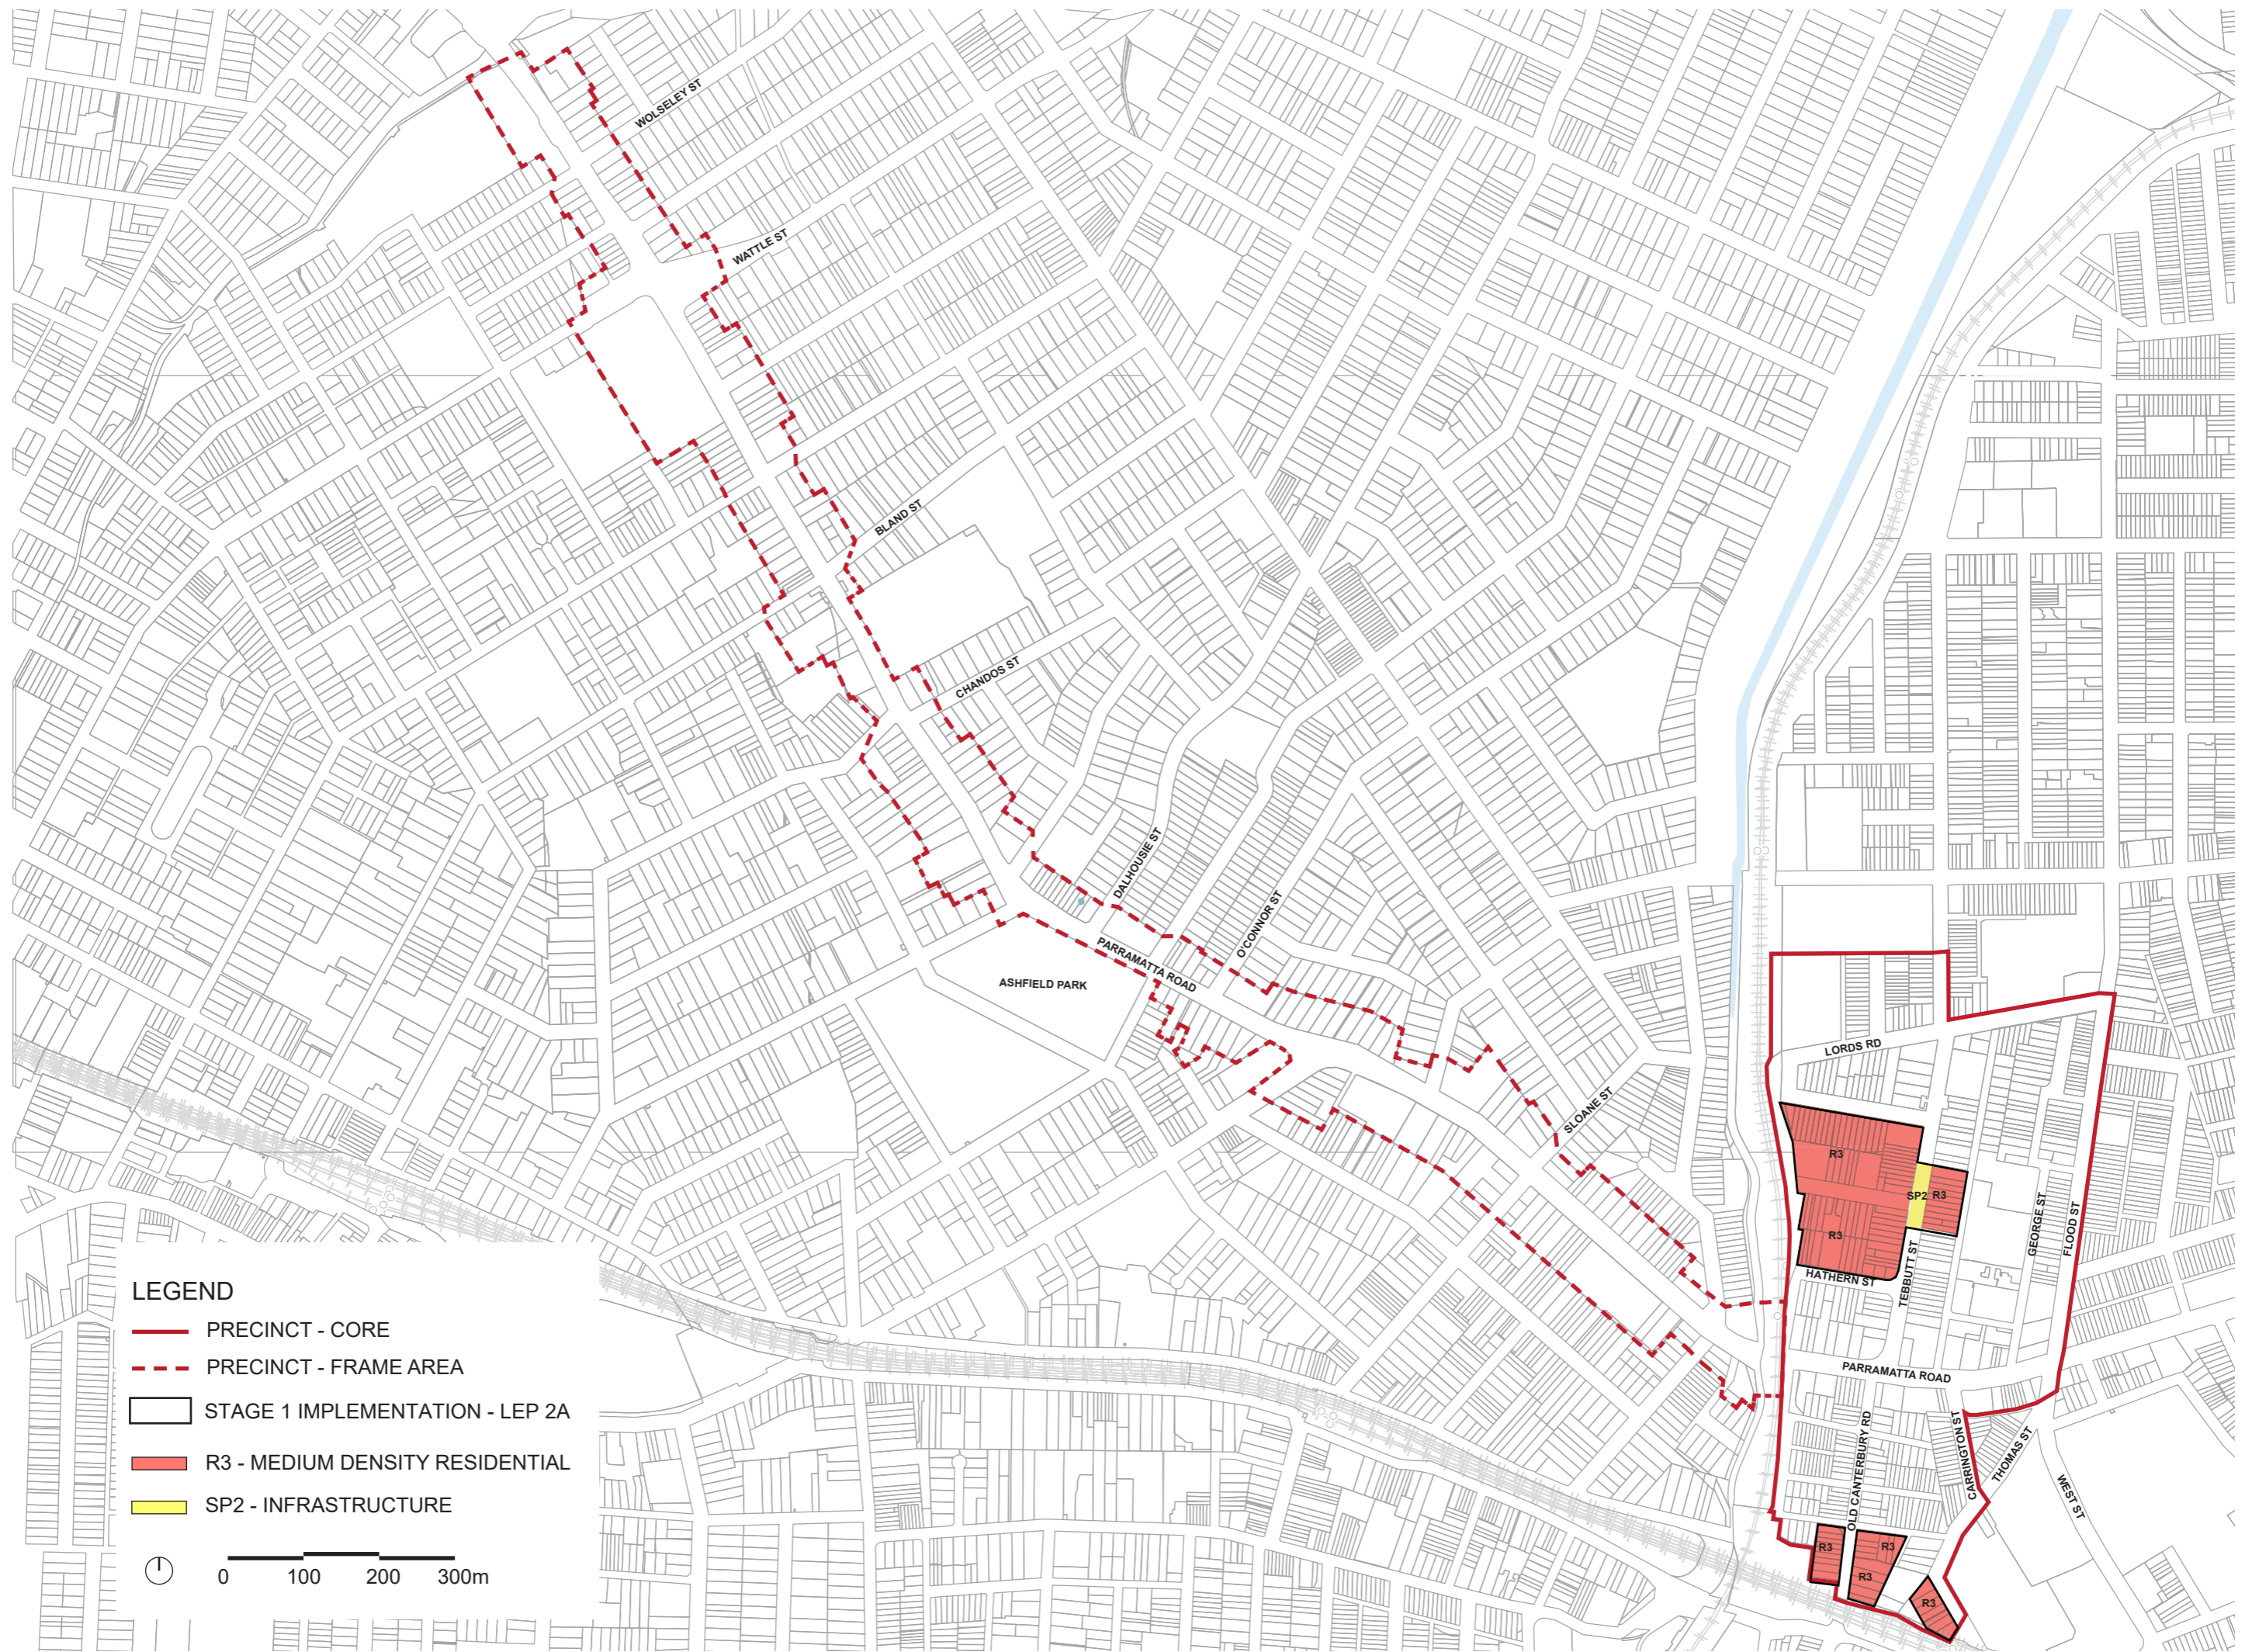 WOLSELEY ST
WATTLE ST
BLAND ST
CHANDOS ST
DALHOUSIE ST
O'CONNOR ST
PARRAMATTA ROAD
ASHFIELD PARK
SLOANE ST
LORDS RD
R3
SP2
R3
R3
GEORGE ST
FLOOD ST
HATHERN ST
TEBBUTT ST
PARRAMATTA ROAD
OLD CANTERBURY RD
CARRINGTON ST
THOMAS ST
WEST ST
R3
R3
R3
R3
LEGEND
PRECINCT - CORE
PRECINCT - FRAME AREA
STAGE 1 IMPLEMENTATION - LEP 2A
R3 - MEDIUM DENSITY RESIDENTIAL
SP2 - INFRASTRUCTURE
0 100 200 300m